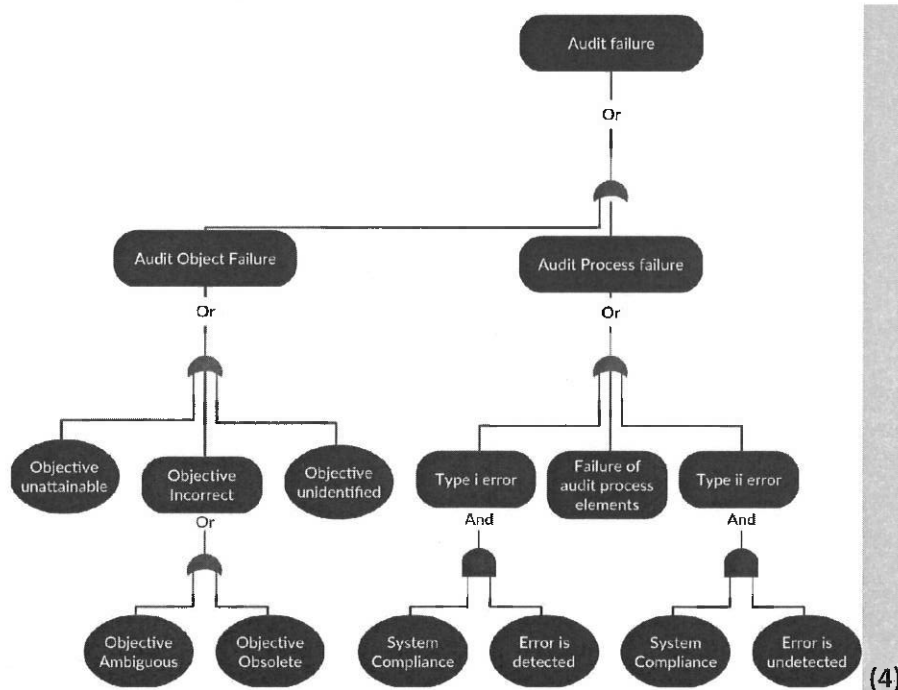 Audit failure
Or
Audit Object Failure
Audit Process failure
Or
Or
Objective
unattainable
Objective
Incorrect
Objective
unidentified
Type i error
Failure of
audit process
elements
Type ii error
Or
And
And
Objective
Ambiguous
Objective
Obsolete
System
Compliance
Error is
detected
System
Compliance
Error is
undetected
(4)